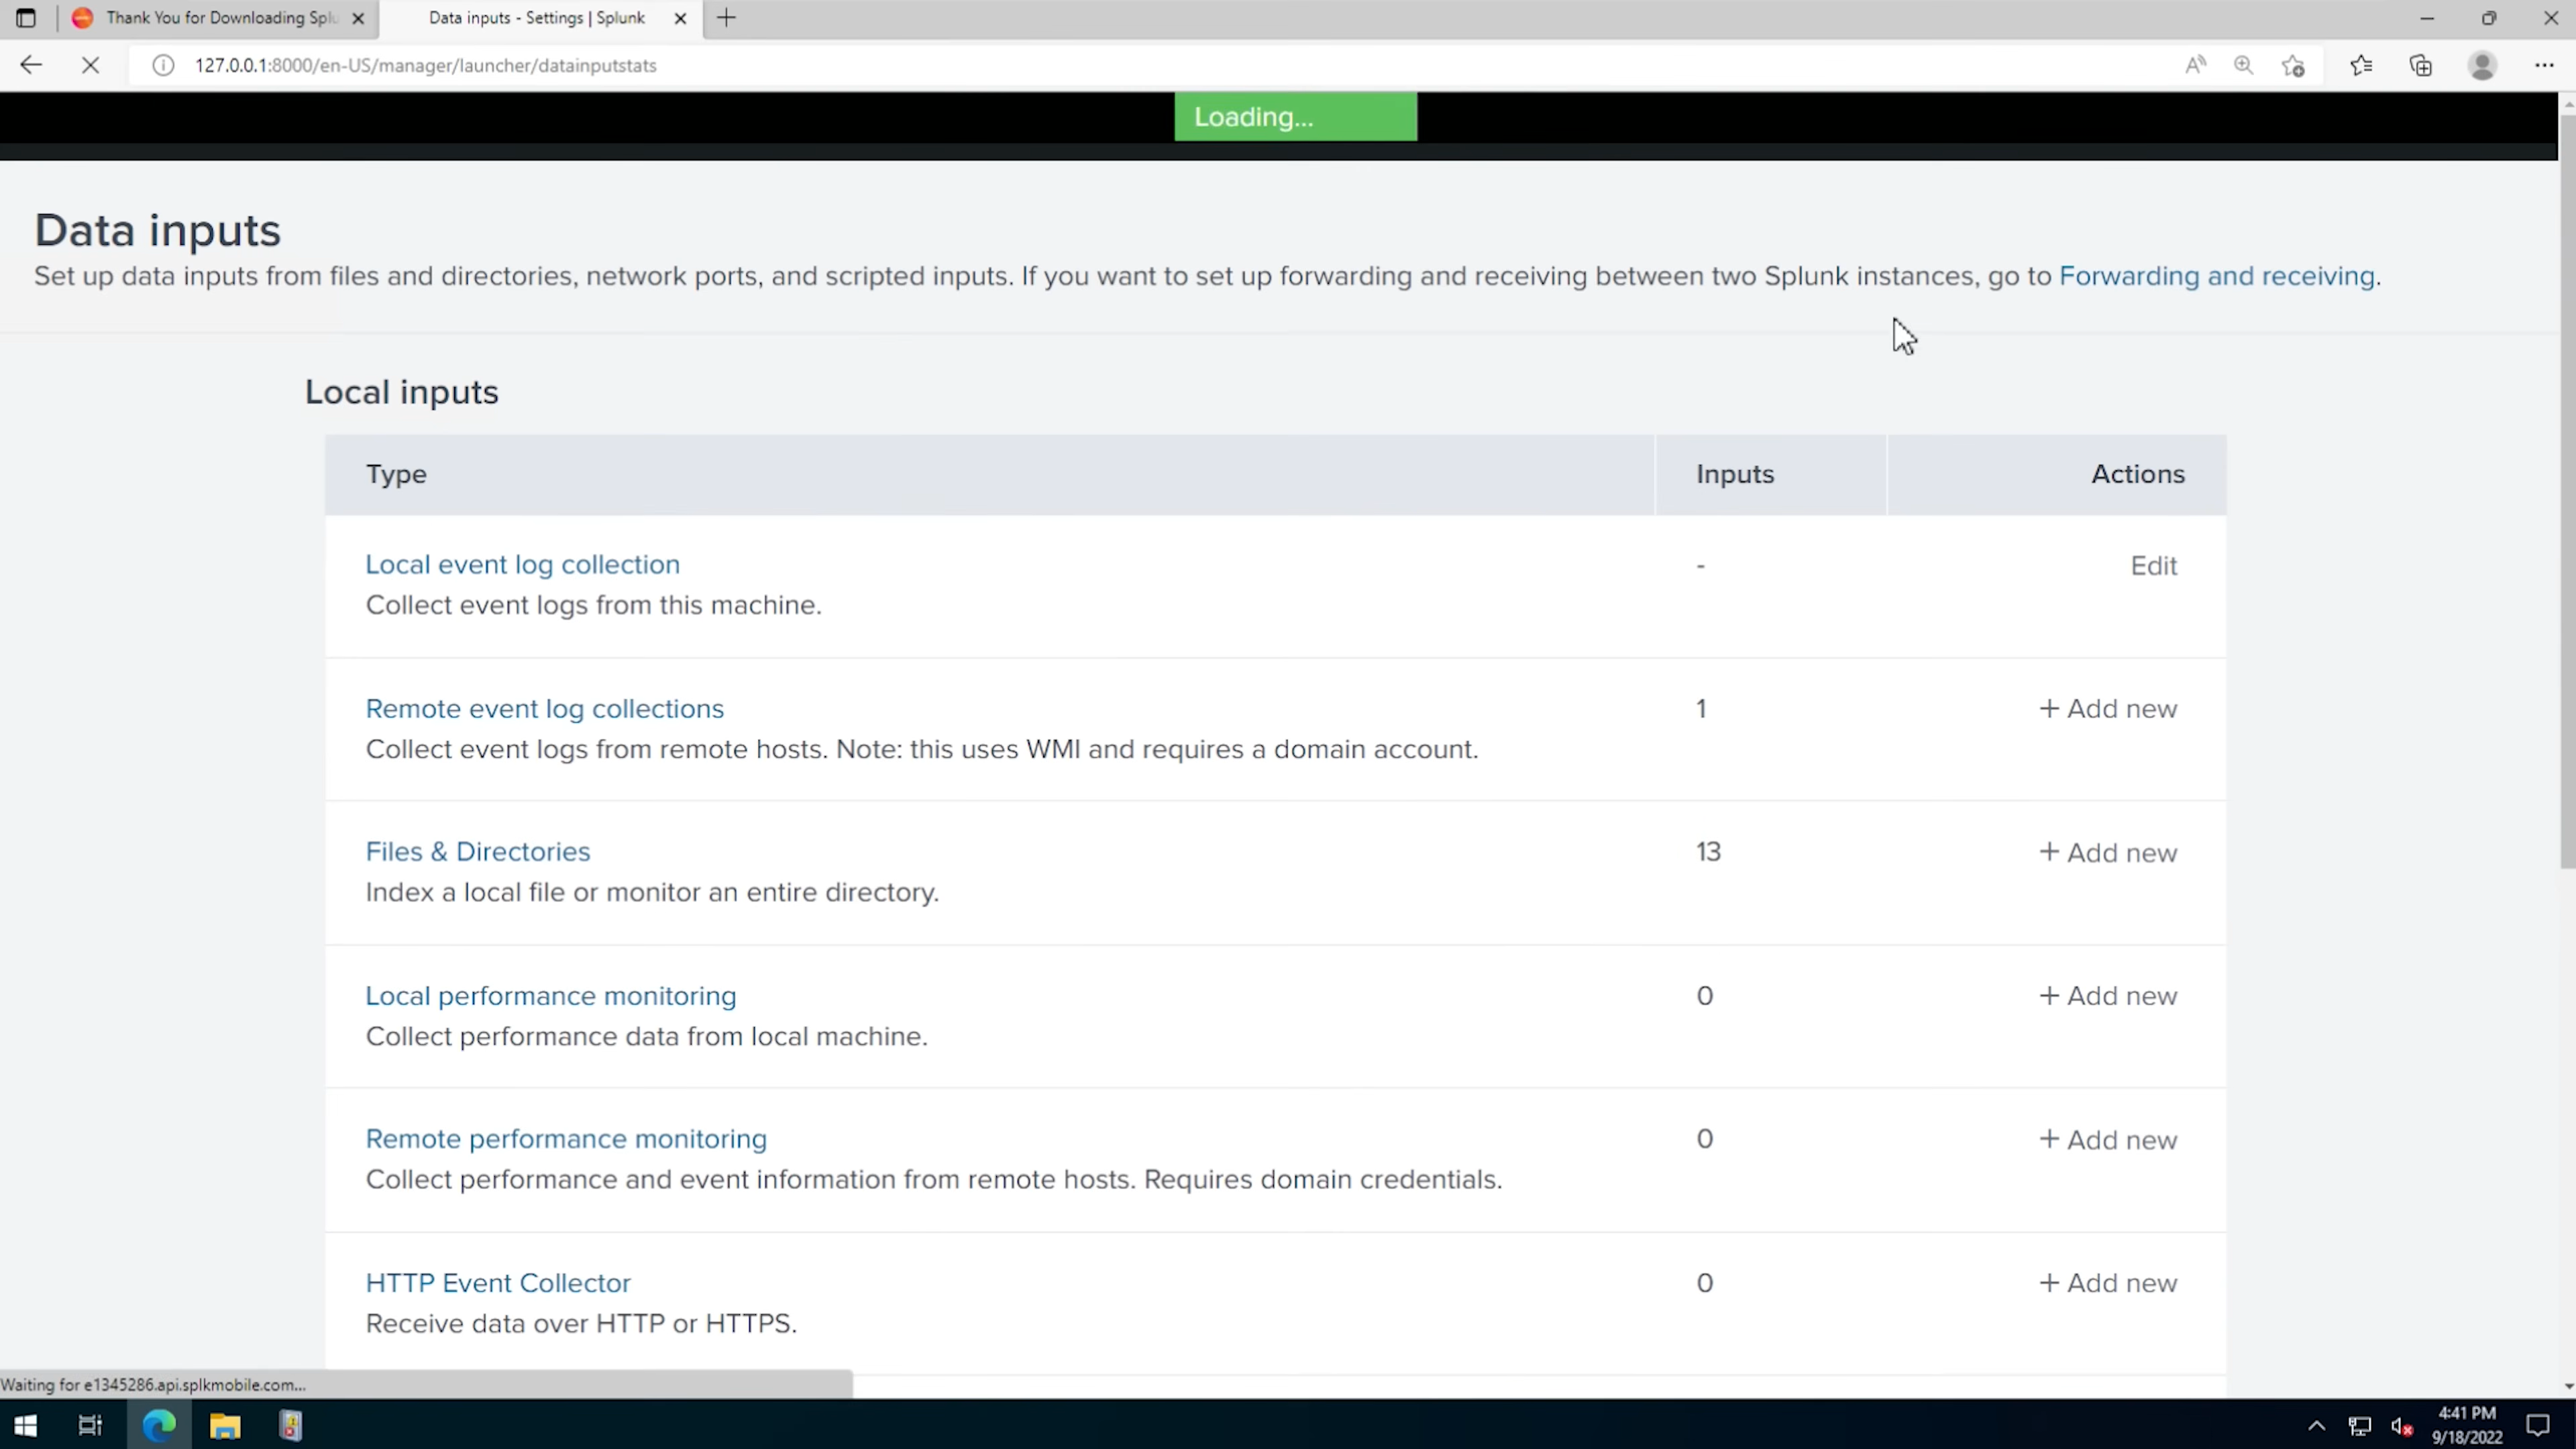 Thank You for Downloading Splu
Data inputs - Settings | Splunk
127.0.0.1:8000/en-US/manager/launcher/datainputstats
Loading...
Data inputs
Set up data inputs from files and directories, network ports, and scripted inputs. If you want to set up forwarding and receiving between two Splunk instances, go to Forwarding and receiving.
Local inputs
Type Inputs Actions
Local event log collection - Edit
Collect event logs from this machine.
Remote event log collections 1 + Add new
Collect event logs from remote hosts. Note: this uses WMI and requires a domain account.
Files & Directories 13 + Add new
Index a local file or monitor an entire directory.
Local performance monitoring 0 + Add new
Collect performance data from local machine.
Remote performance monitoring 0 + Add new
Collect performance and event information from remote hosts. Requires domain credentials.
HTTP Event Collector 0 + Add new
Receive data over HTTP or HTTPS.
Waiting for e1345286.api.splkmobile.com...
4:41 PM
9/18/2022